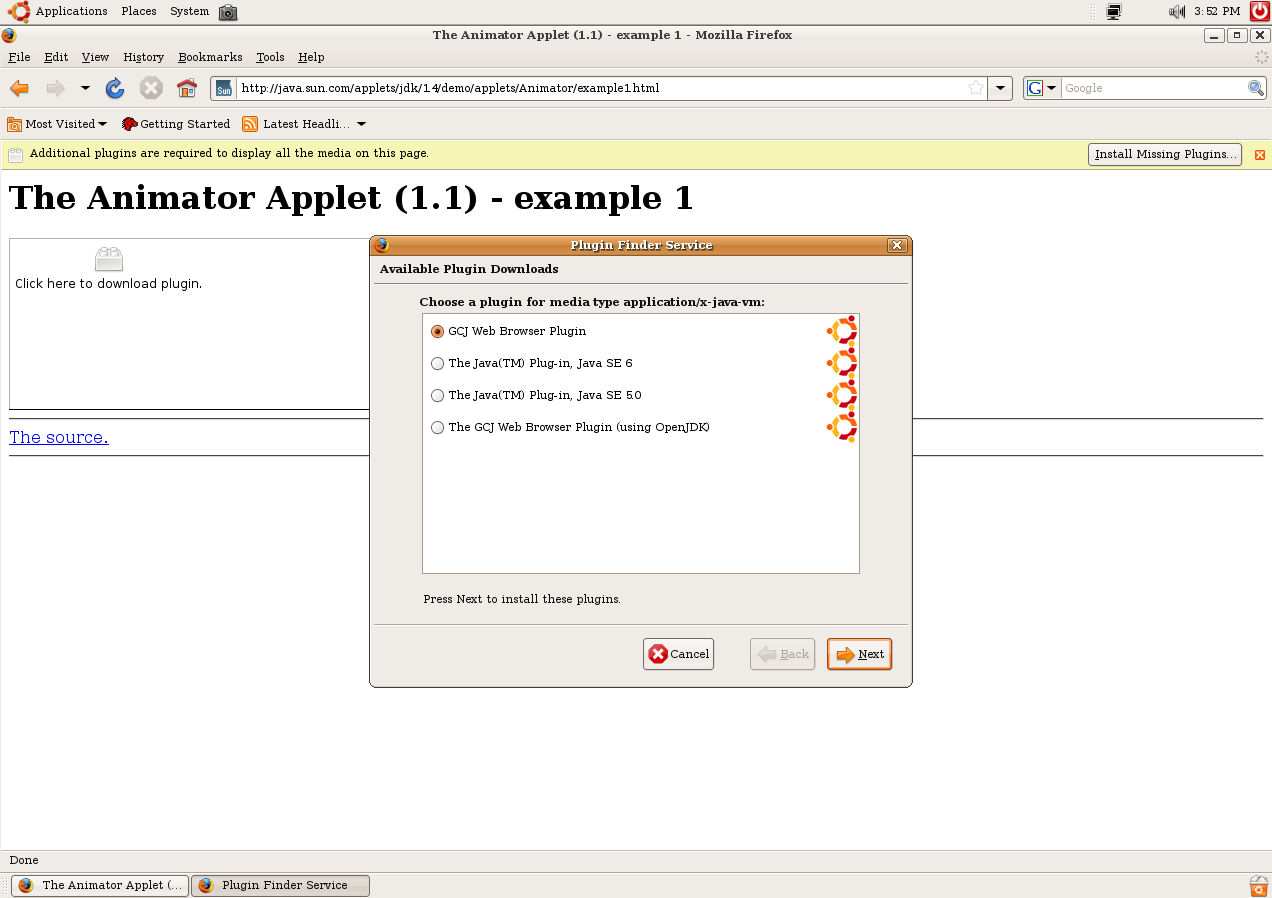 Applications Places System 3:52 PM
The Animator Applet (1.1) - example 1 - Mozilla Firefox
File Edit View History Bookmarks Tools Help
Sun http://java.sun.com/applets/jdk/1.4/demo/applets/Animator/example1.html G Google
Most Visited Getting Started Latest Headli...
Additional plugins are required to display all the media on this page. Install Missing Plugins...
The Animator Applet (1.1) - example 1
Click here to download plugin.
The source.
Plugin Finder Service
Available Plugin Downloads
Choose a plugin for media type application/x-java-vm:
GCJ Web Browser Plugin
The Java(TM) Plug-in, Java SE 6
The Java(TM) Plug-in, Java SE 5.0
The GCJ Web Browser Plugin (using OpenJDK)
Press Next to install these plugins.
Cancel Back Next
Done
The Animator Applet (... Plugin Finder Service